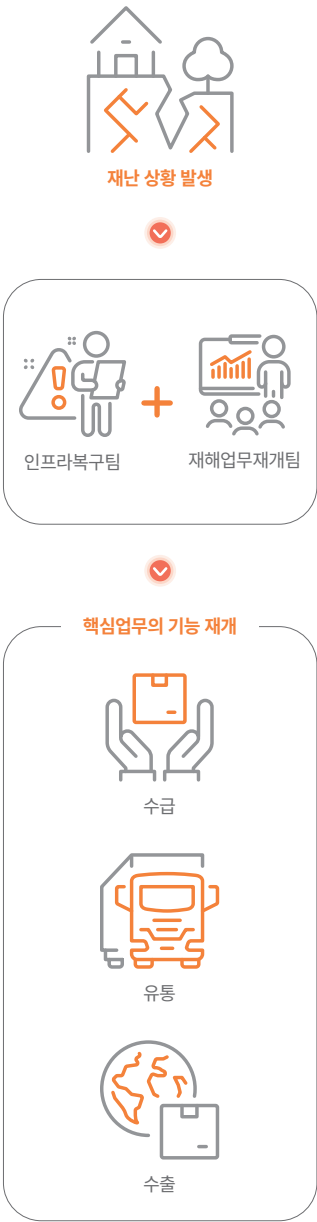 재난 상황 발생
인프라복구팀
재해업무재개팀
핵심업무의 기능 재개
수급
유통
수출